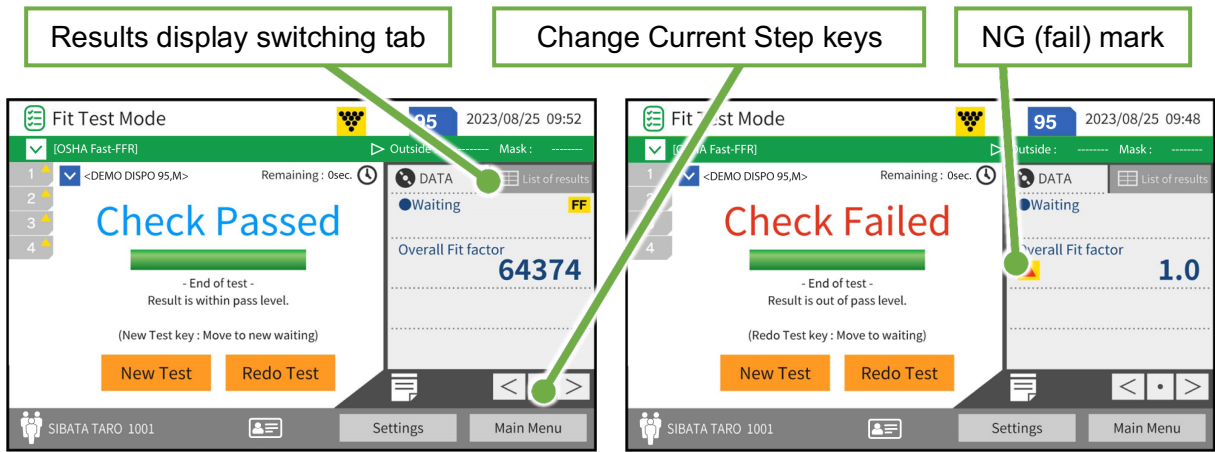 Results display switching tab
Change Current Step keys
NG (fail) mark
Fit Test Mode
95
2023/08/25 09:52
[OSHA Fast-FFR]
Outside : -------- Mask : --------
1
2
3
4
<DEMO DISPO 95,M>
Remaining : 0sec.
DATA
List of results
Check Passed
Waiting
FF
Overall Fit factor
64374
- End of test -
Result is within pass level.
(New Test key : Move to new waiting)
New Test
Redo Test
< >
SIBATA TARO 1001
Settings
Main Menu
Fit Test Mode
95
2023/08/25 09:48
[OSHA Fast-FFR]
Outside : -------- Mask : --------
1
2
3
4
<DEMO DISPO 95,M>
Remaining : 0sec.
DATA
List of results
Check Failed
Waiting
Overall Fit factor
1.0
- End of test -
Result is out of pass level.
(Redo Test key : Move to waiting)
New Test
Redo Test
< • >
SIBATA TARO 1001
Settings
Main Menu